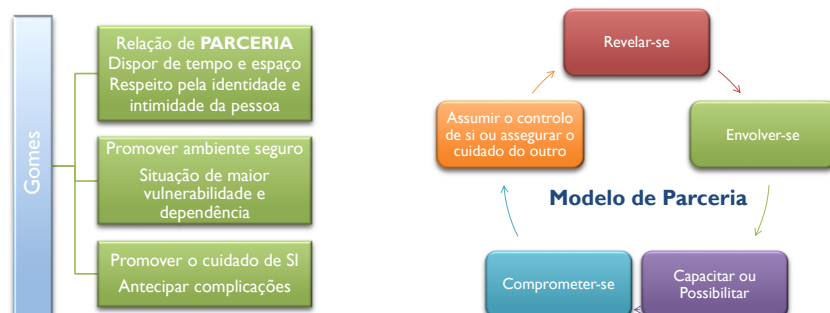 Gomes
Relação de PARCERIA
Dispor de tempo e espaço
Respeito pela identidade e
intimidade da pessoa
Promover ambiente seguro
Situação de maior
vulnerabilidade e
dependência
Promover o cuidado de SI
Antecipar complicações
Revelar-se
Envolver-se
Capacitar ou
Possibilitar
Comprometer-se
Assumir o controlo
de si ou assegurar o
cuidado do outro
Modelo de Parceria